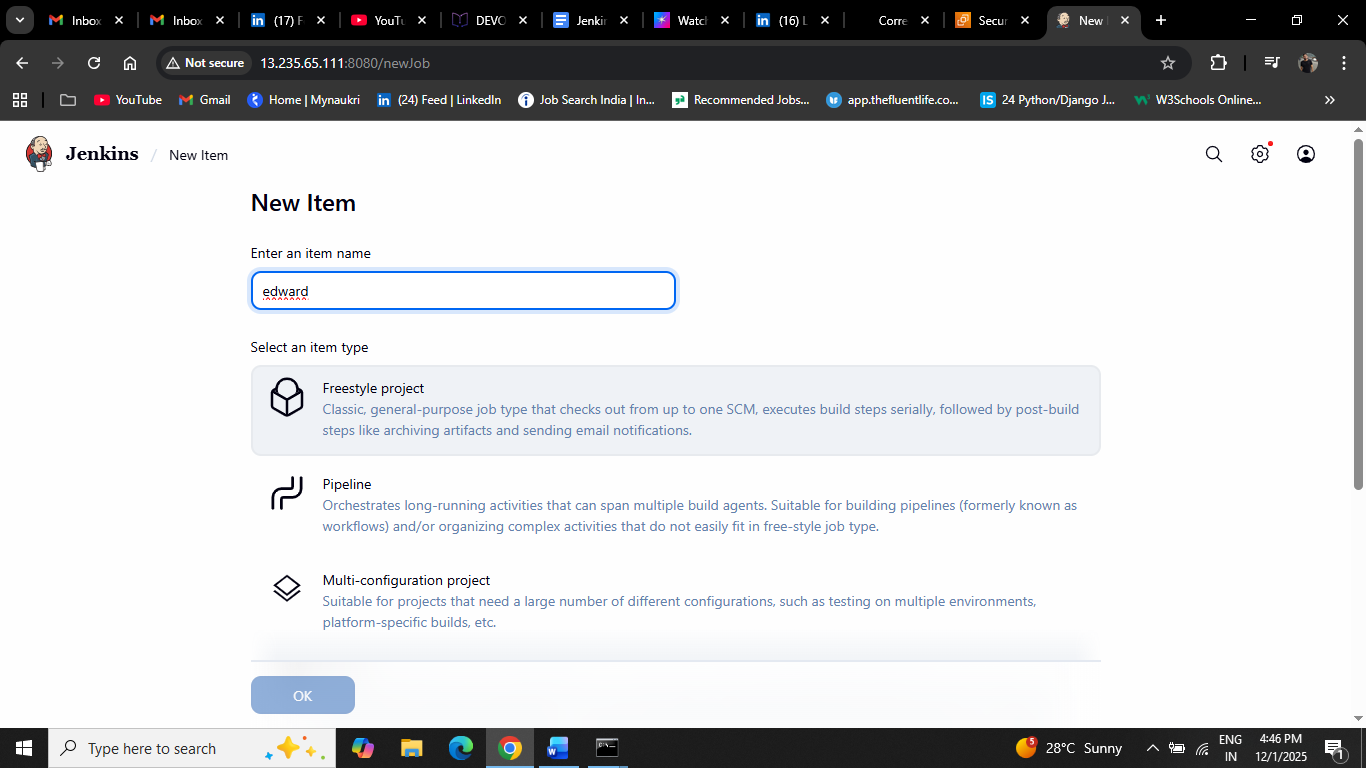 Inbox
Inbox
(17) F
YouTu
DEVO
Jenkin
Watch
(16) L
Corre
Secur
New I
Not secure
13.235.65.111:8080/newJob
YouTube
Gmail
Home | Mynaukri
(24) Feed | LinkedIn
Job Search India | In...
Recommended Jobs...
app.thefluentlife.co...
24 Python/Django J...
W3Schools Online...
Jenkins / New Item
New Item
Enter an item name
edward
Select an item type
Freestyle project
Classic, general-purpose job type that checks out from up to one SCM, executes build steps serially, followed by post-build
steps like archiving artifacts and sending email notifications.
Pipeline
Orchestrates long-running activities that can span multiple build agents. Suitable for building pipelines (formerly known as
workflows) and/or organizing complex activities that do not easily fit in free-style job type.
Multi-configuration project
Suitable for projects that need a large number of different configurations, such as testing on multiple environments,
platform-specific builds, etc.
OK
Type here to search
5
28°C Sunny
ENG
IN
4:46 PM
12/1/2025
1